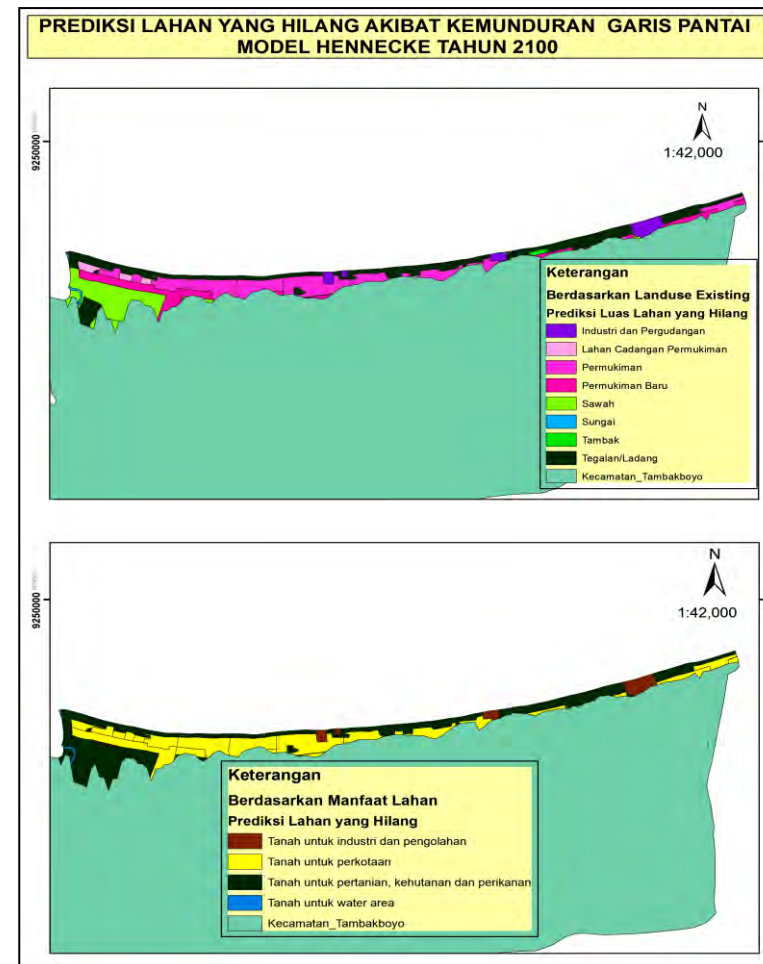 PREDIKSI LAHAN YANG HILANG AKIBAT KEMUNDURAN GARIS PANTAI
MODEL HENNECKE TAHUN 2100
9250000
N
1:42,000
Keterangan
Berdasarkan Landuse Existing
Prediksi Luas Lahan yang Hilang
Industri dan Pergudangan
Lahan Cadangan Permukiman
Permukiman
Permukiman Baru
Sawah
Sungai
Tambak
Tegalan/Ladang
Kecamatan_Tambakboyo
9250000
N
1:42,000
Keterangan
Berdasarkan Manfaat Lahan
Prediksi Lahan yang Hilang
Tanah untuk industri dan pengolahan
Tanah untuk perkotaan
Tanah untuk pertanian, kehutanan dan perikanan
Tanah untuk water area
Kecamatan_Tambakboyo